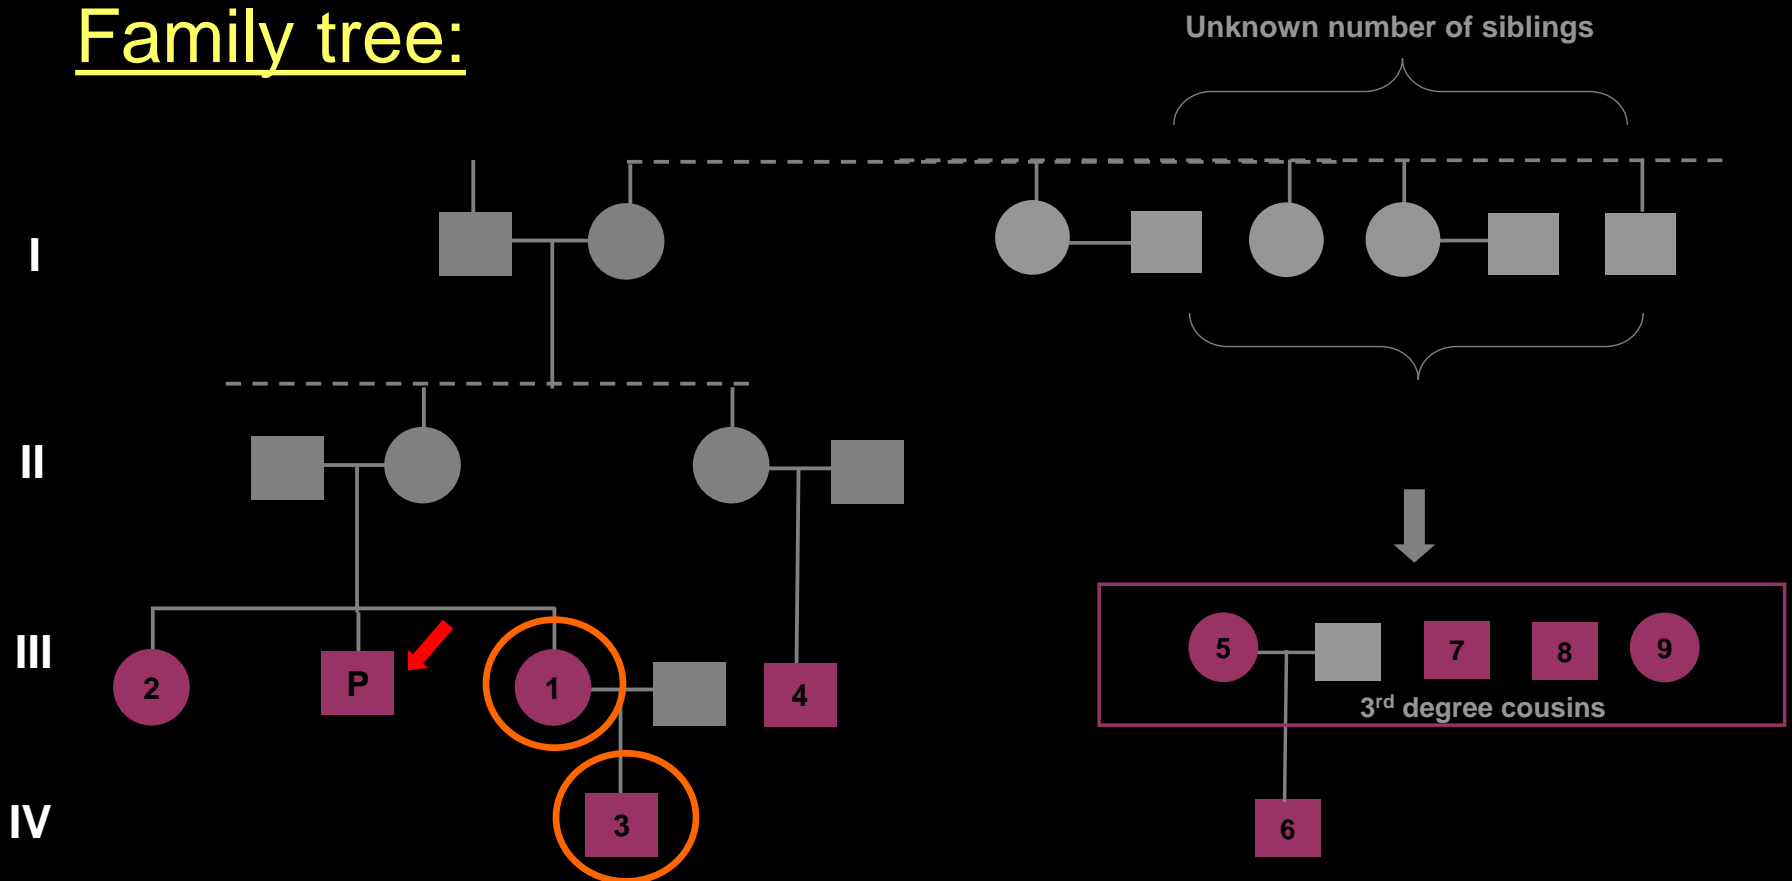 Family tree:
Unknown number of siblings
I
II
III
2
P
1
4
5
7
8
9
3rd degree cousins
IV
3
6